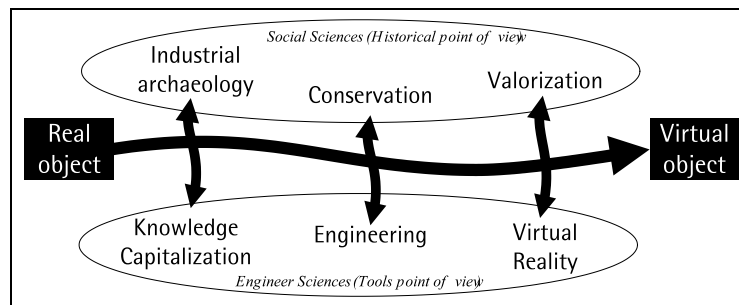 Social Sciences (Historical point of view
Industrial
archaeology
Conservation
Valorization
Real
object
Virtual
object
Knowledge
Capitalization
Engineering
Virtual
Reality
Engineer Sciences (Tools point of view